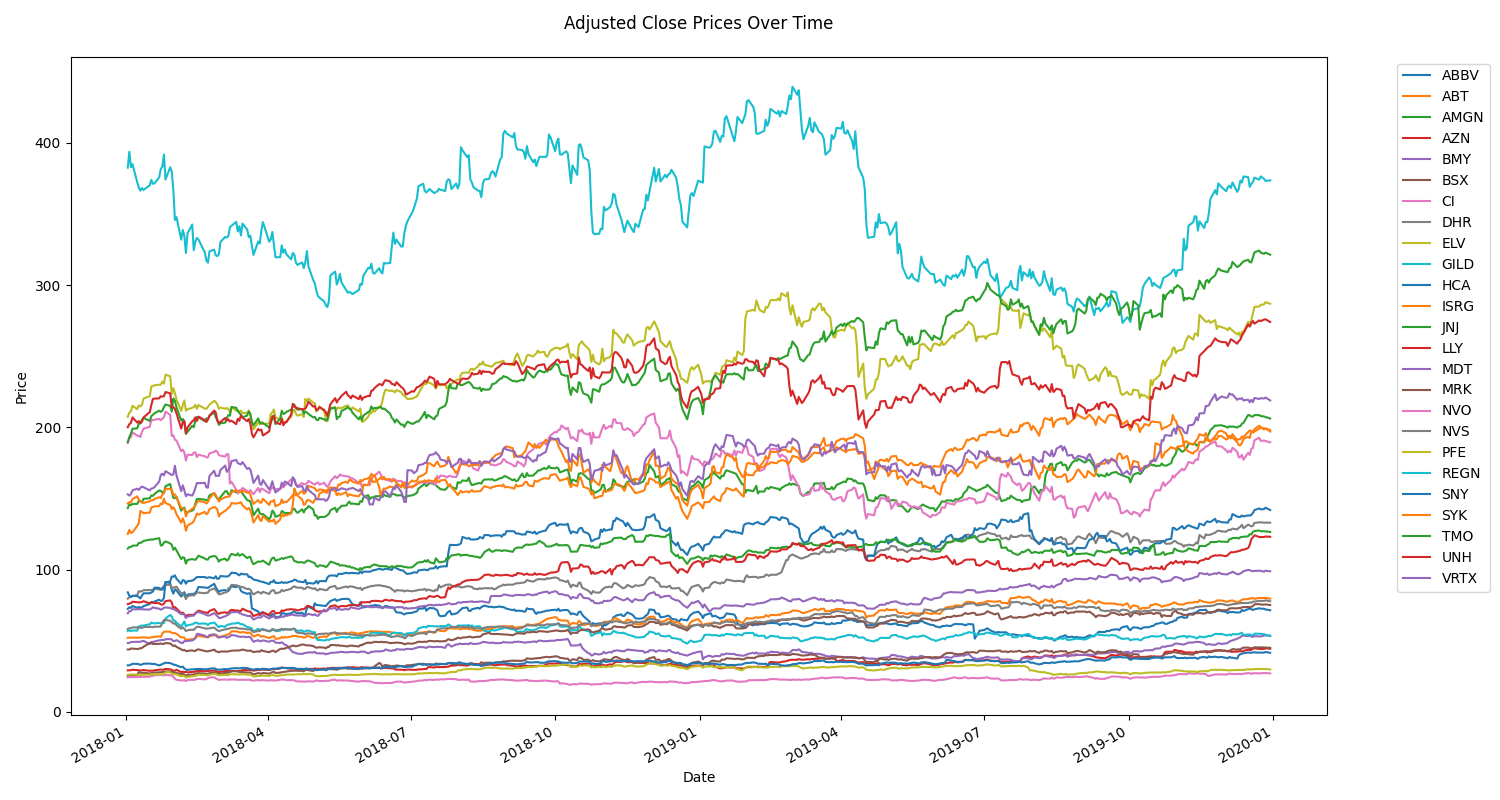 Adjusted Close Prices Over Time
Price
400
300
200
100
0
2018-01
2018-04
2018-07
2018-10
2019-01
2019-04
2019-07
2019-10
2020-01
Date
ABBV
ABT
AMGN
AZN
BMY
BSX
CI
DHR
ELV
GILD
HCA
ISRG
JNJ
LLY
MDT
MRK
NVO
NVS
PFE
REGN
SNY
SYK
TMO
UNH
VRTX